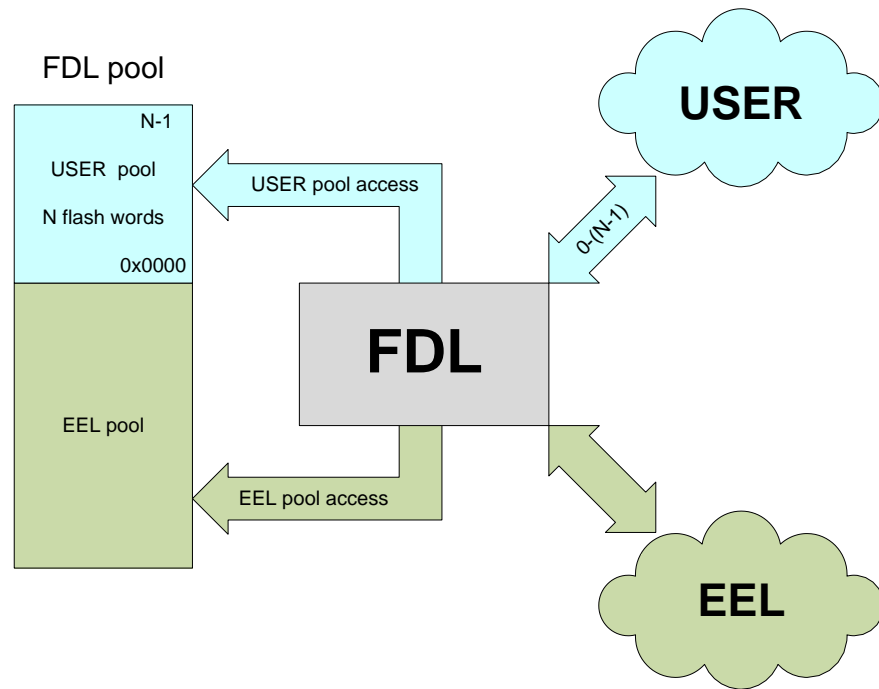 FDL pool
N-1
USER pool
N flash words
0x0000
EEL pool
USER pool access
EEL pool access
FDL
0-(N-1)
USER
EEL